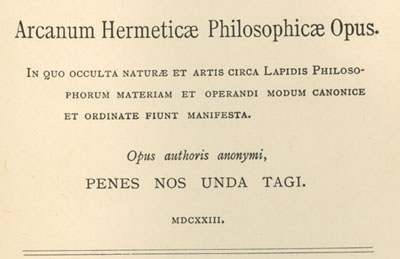 Arcanum Hermeticæ Philosophicæ Opus.
In quo occulta naturæ et artis circa Lapidis Philoso-
phorum materiam et operandi modum canonice
et ordinate fiunt manifesta.
Opus authoris anonymi,
PENES NOS UNDA TAGI.
MDCXXIII.